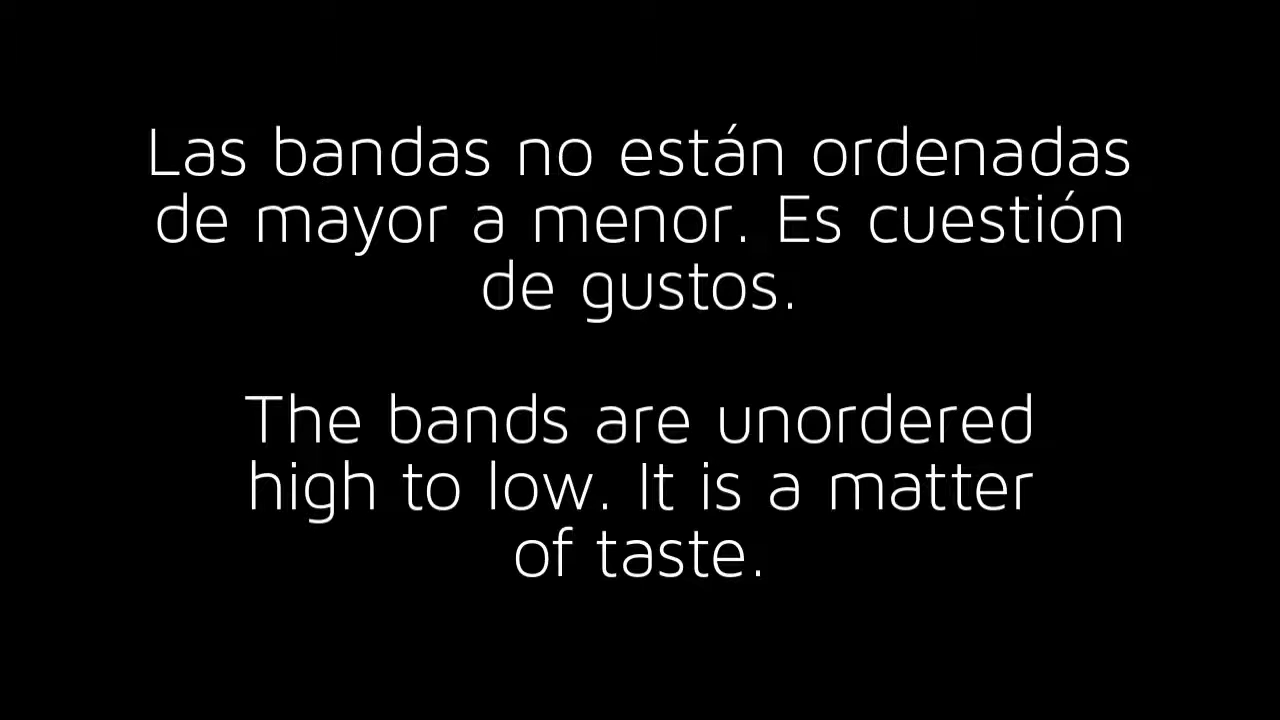 Las bandas no están ordenadas
de mayor a menor. Es cuestión
de gustos.
The bands are unordered
high to low. It is a matter
of taste.